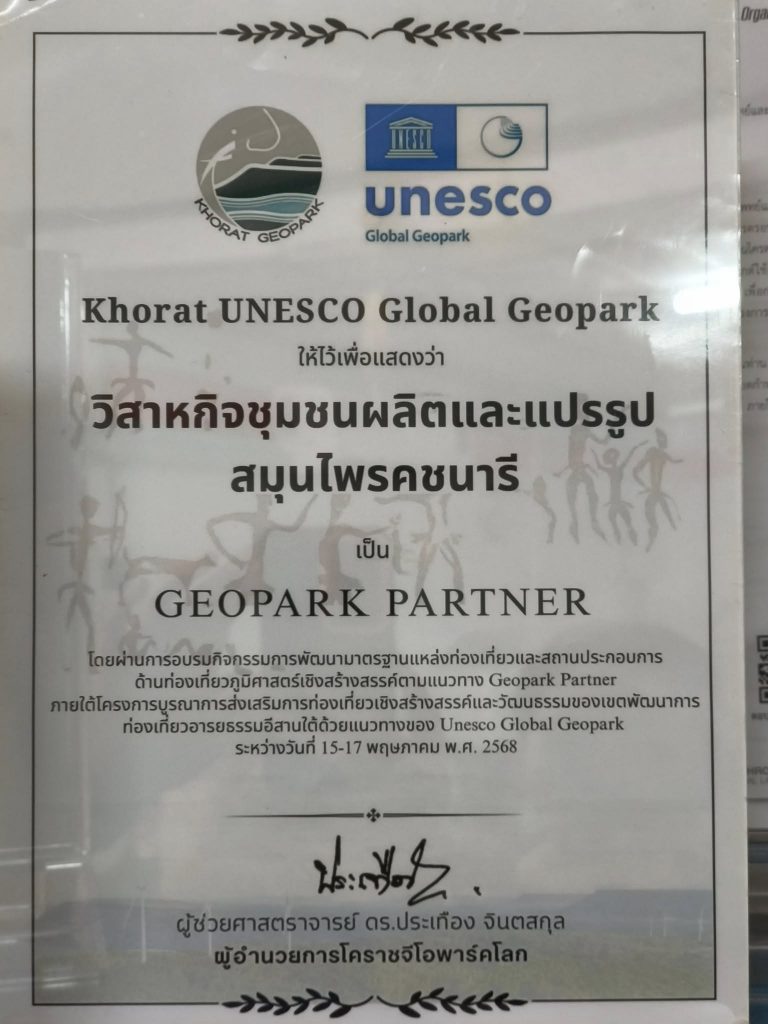 KHORAT GEOPARK
UNESCO
unesco
Global Geopark
Khorat UNESCO Global Geopark
ให้ไว้เพื่อแสดงว่า
วิสาหกิจชุมชนผลิตและแปรรูป
สมุนไพรคชนารี
เป็น
GEOPARK PARTNER
โดยผ่านการอบรมกิจกรรมการพัฒนามาตรฐานแหล่งท่องเที่ยวและสถานประกอบการ
ด้านท่องเที่ยวภูมิศาสตร์เชิงสร้างสรรค์ตามแนวทาง Geopark Partner
ภายใต้โครงการบูรณาการส่งเสริมการท่องเที่ยวเชิงสร้างสรรค์และวัฒนธรรมของเขตพัฒนาการ
ท่องเที่ยวอารยธรรมอีสานใต้ด้วยแนวทางของ Unesco Global Geopark
ระหว่างวันที่ 15-17 พฤษภาคม พ.ศ. 2568
ผู้ช่วยศาสตราจารย์ ดร.ประเทือง จินตสกุล
ผู้อำนวยการโคราชจีโอพาร์คโลก